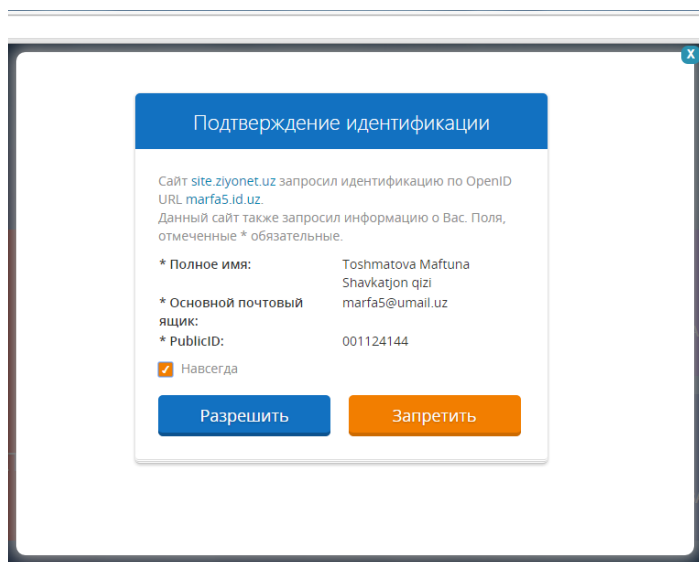 x
Подтверждение идентификации
Сайт site.ziyonet.uz запросил идентификацию по OpenID
URL marfa5.id.uz.
Данный сайт также запросил информацию о Вас. Поля,
отмеченные * обязательные.
* Полное имя: Toshmatova Maftuna
Shavkatjon qizi
* Основной почтовый marfa5@umail.uz
ящик:
* PublicID: 001124144
Навсегда
Разрешить Запретить